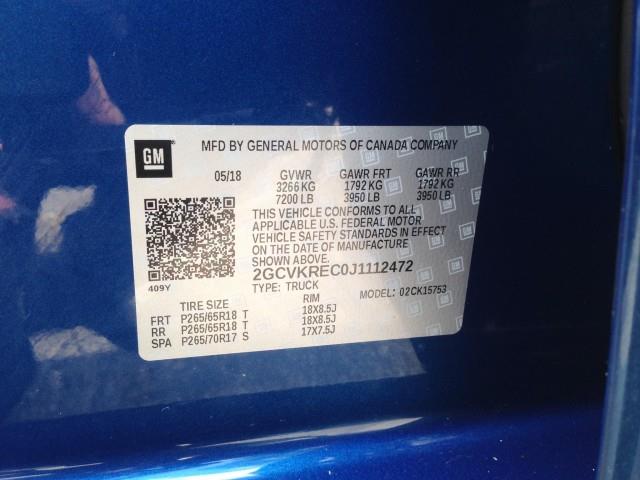 GM
MFD BY GENERAL MOTORS OF CANADA COMPANY
05/18 GVWR GAWR FRT GAWR RR
3266 KG 1792 KG 1792 KG
7200 LB 3950 LB 3950 LB
THIS VEHICLE CONFORMS TO ALL
APPLICABLE U.S. FEDERAL MOTOR
VEHICLE SAFETY STANDARDS IN EFFECT
ON THE DATE OF MANUFACTURE
SHOWN ABOVE.
2GCVKREC0J1112472
409Y TYPE: TRUCK MODEL: 02CK15753
TIRE SIZE RIM
FRT P265/65R18 T 18X8.5J
RR P265/65R18 T 18X8.5J
SPA P265/70R17 S 17X7.5J